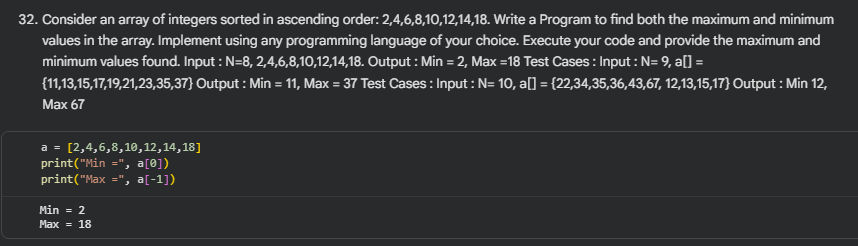 32. Consider an array of integers sorted in ascending order: 2,4,6,8,10,12,14,18. Write a Program to find both the maximum and minimum
values in the array. Implement using any programming language of your choice. Execute your code and provide the maximum and
minimum values found. Input : N=8, 2,4,6,8,10,12,14,18. Output : Min = 2, Max =18 Test Cases : Input : N= 9, a[] =
{11,13,15,17,19,21,23,35,37} Output : Min = 11, Max = 37 Test Cases : Input : N= 10, a[] = {22,34,35,36,43,67, 12,13,15,17} Output : Min 12,
Max 67
a = [2,4,6,8,10,12,14,18]
print("Min =", a[0])
print("Max =", a[-1])
Min = 2
Max = 18